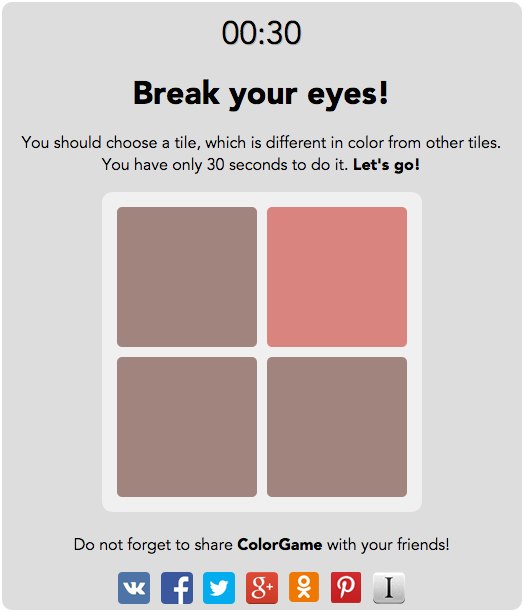 00:30
Break your eyes!
You should choose a tile, which is different in color from other tiles.
You have only 30 seconds to do it. Let's go!
Do not forget to share ColorGame with your friends!